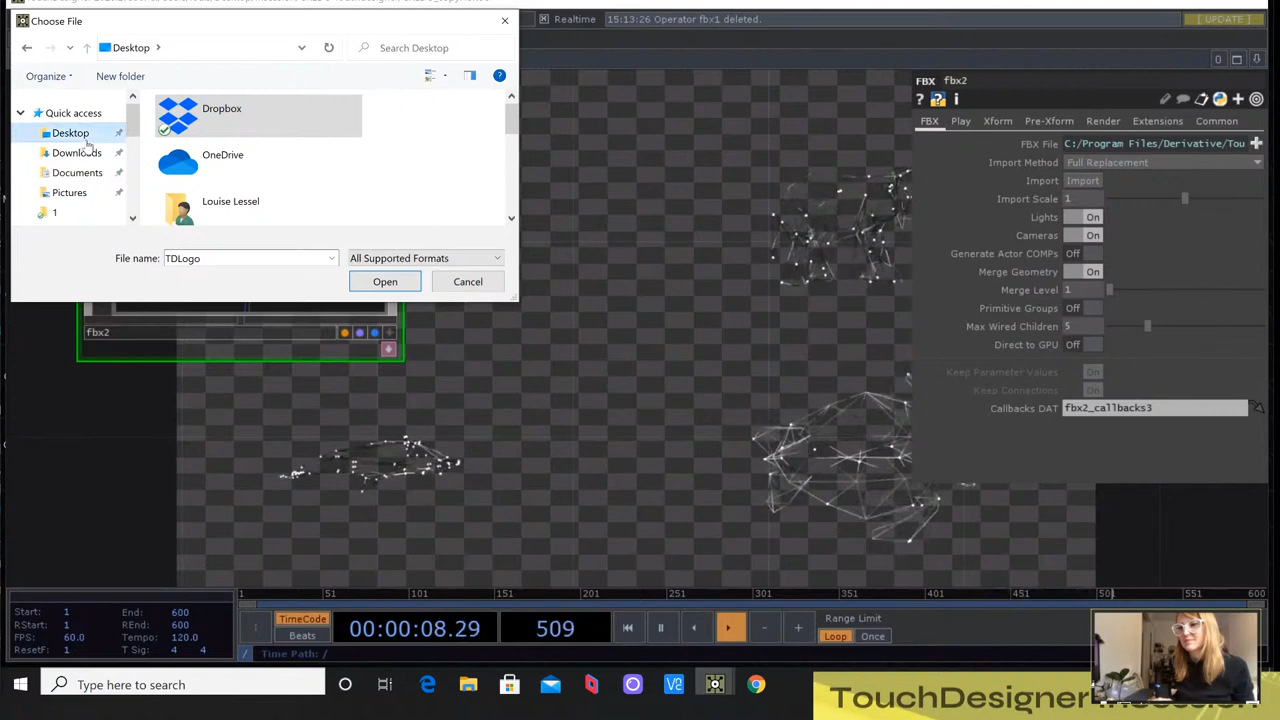 Choose File
Realtime
15:13:26 Operator fbx1 deleted.
[ UPDATE ]
Desktop
Search Desktop
0
Organize
New folder
?
FBX fbx2
? ? i
Quick access
Desktop
Downloads
Documents
Pictures
1
Dropbox
OneDrive
Louise Lessel
FBX Play Xform Pre-Xform Render Extensions Common
FBX File C:/Program Files/Derivative/Tou
Import Method Full Replacement
Import Import
Import Scale 1
Lights On
Cameras On
Generate Actor COMPs Off
Merge Geometry On
Merge Level 1
Primitive Groups Off
Max Wired Children 5
Direct to GPU Off
Keep Parameter Values On
Keep Connections On
Callbacks DAT fbx2_callbacks3
File name: TDLogo
All Supported Formats
Open
Cancel
fbx2
1 51 101 151 201 251 301 351 401 451 501 551 600
Start: 1 End: 600
RStart: 1 REnd: 600
FPS: 60.0 Tempo: 120.0
ResetF: 1 T Sig: 4 4
TimeCode
Beats
00:00:08.29
509
Range Limit
Loop Once
/ Time Path: /
Type here to search
V2